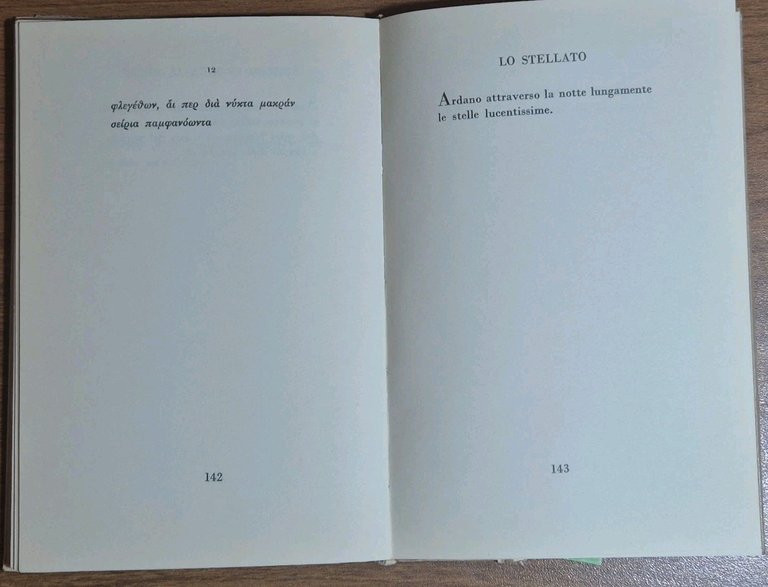 12
φλεγέθων, ἅι περ διὰ νύκτα μακρὰν
σείρια παμφανόωντα
142
LO STELLATO
Ardano attraverso la notte lungamente
le stelle lucentissime.
143